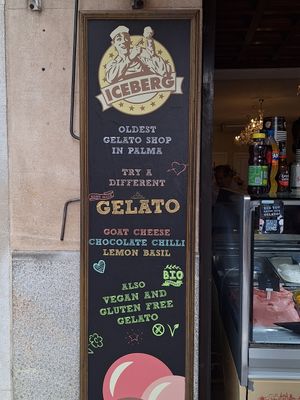 ICEBERG
OLDEST
GELATO SHOP
IN PALMA
TRY A
DIFFERENT
GELATO
GOAT CHEESE
CHOCOLATE CHILLI
LEMON BASIL
BIO
ALSO
VEGAN AND
GLUTEN FREE
GELATO